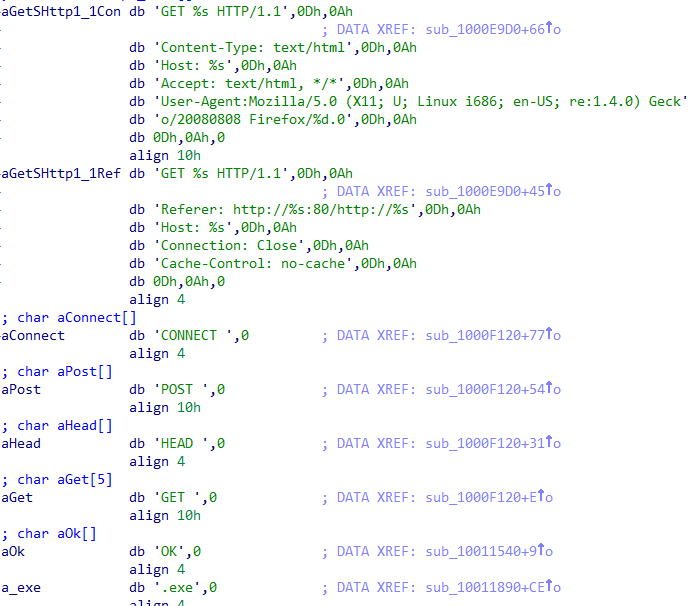 aGetSHttp1_1Con db 'GET %s HTTP/1.1',0Dh,0Ah
; DATA XREF: sub_1000E9D0+66↑o
db 'Content-Type: text/html',0Dh,0Ah
db 'Host: %s',0Dh,0Ah
db 'Accept: text/html, */*',0Dh,0Ah
db 'User-Agent:Mozilla/5.0 (X11; U; Linux i686; en-US; re:1.4.0) Geck'
db 'o/20080808 Firefox/%d.0',0Dh,0Ah
db 0Dh,0Ah,0
align 10h
aGetSHttp1_1Ref db 'GET %s HTTP/1.1',0Dh,0Ah
; DATA XREF: sub_1000E9D0+45↑o
db 'Referer: http://%s:80/http://%s',0Dh,0Ah
db 'Host: %s',0Dh,0Ah
db 'Connection: Close',0Dh,0Ah
db 'Cache-Control: no-cache',0Dh,0Ah
db 0Dh,0Ah,0
align 4
; char aConnect[]
aConnect db 'CONNECT ',0 ; DATA XREF: sub_1000F120+77↑o
align 4
; char aPost[]
aPost db 'POST ',0 ; DATA XREF: sub_1000F120+54↑o
align 10h
; char aHead[]
aHead db 'HEAD ',0 ; DATA XREF: sub_1000F120+31↑o
align 4
; char aGet[5]
aGet db 'GET ',0 ; DATA XREF: sub_1000F120+E↑o
align 10h
; char aOk[]
aOk db 'OK',0 ; DATA XREF: sub_10011540+9↑o
align 4
a_exe db '.exe',0 ; DATA XREF: sub_10011890+CE↑o
align 4